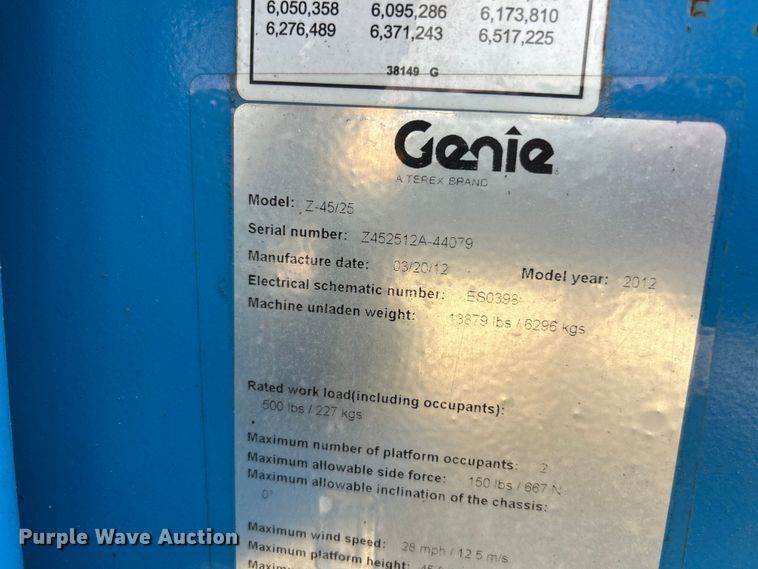 6,050,358 6,095,286 6,173,810
6,276,489 6,371,243 6,517,225
38149 G
Genie
A TEREX BRAND
Model: Z-45/25
Serial number: Z452512A-44079
Manufacture date: 03/20/12 Model year: 2012
Electrical schematic number: ES0398
Machine unladen weight: 13879 lbs / 6296 kgs
Rated work load(including occupants):
500 lbs / 227 kgs
Maximum number of platform occupants: 2
Maximum allowable side force: 150 lbs / 667 N
Maximum allowable inclination of the chassis:
0°
Maximum wind speed: 28 mph / 12.5 m/s
Maximum platform height:
Purple Wave Auction